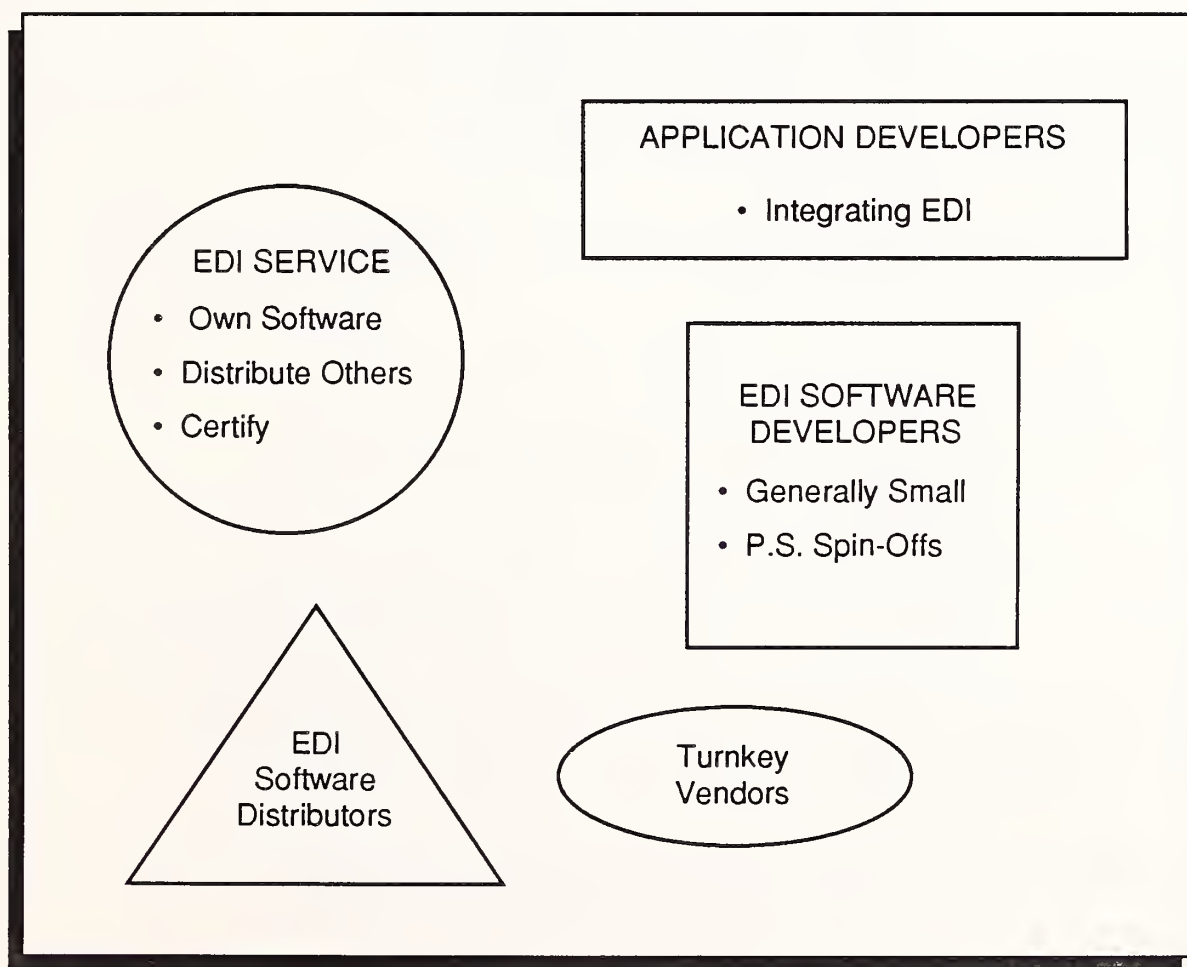 APPLICATION DEVELOPERS
• Integrating EDI
EDI SERVICE
• Own Software
• Distribute Others
• Certify
EDI SOFTWARE
DEVELOPERS
• Generally Small
• P.S. Spin-Offs
EDI
Software
Distributors
Turnkey
Vendors